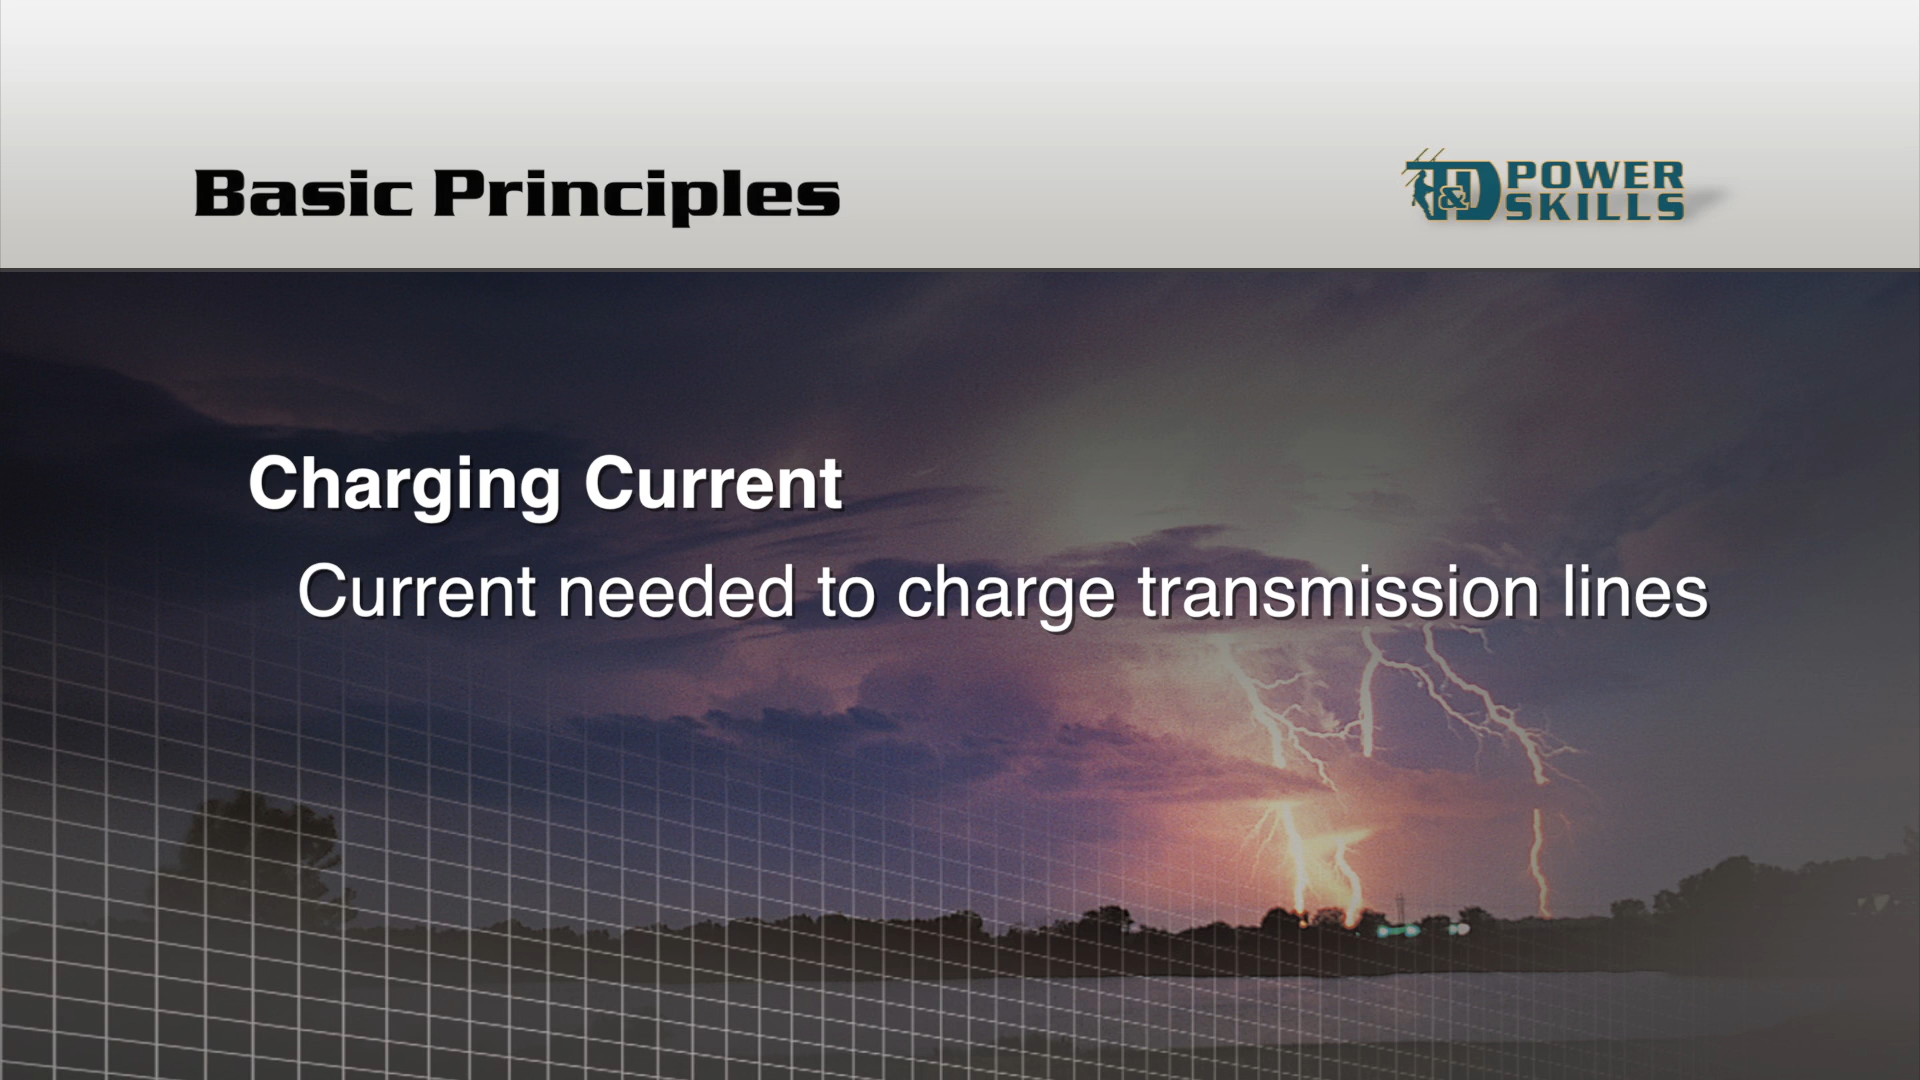 Basic Principles
T&D POWER
SKILLS
Charging Current
Current needed to charge transmission lines